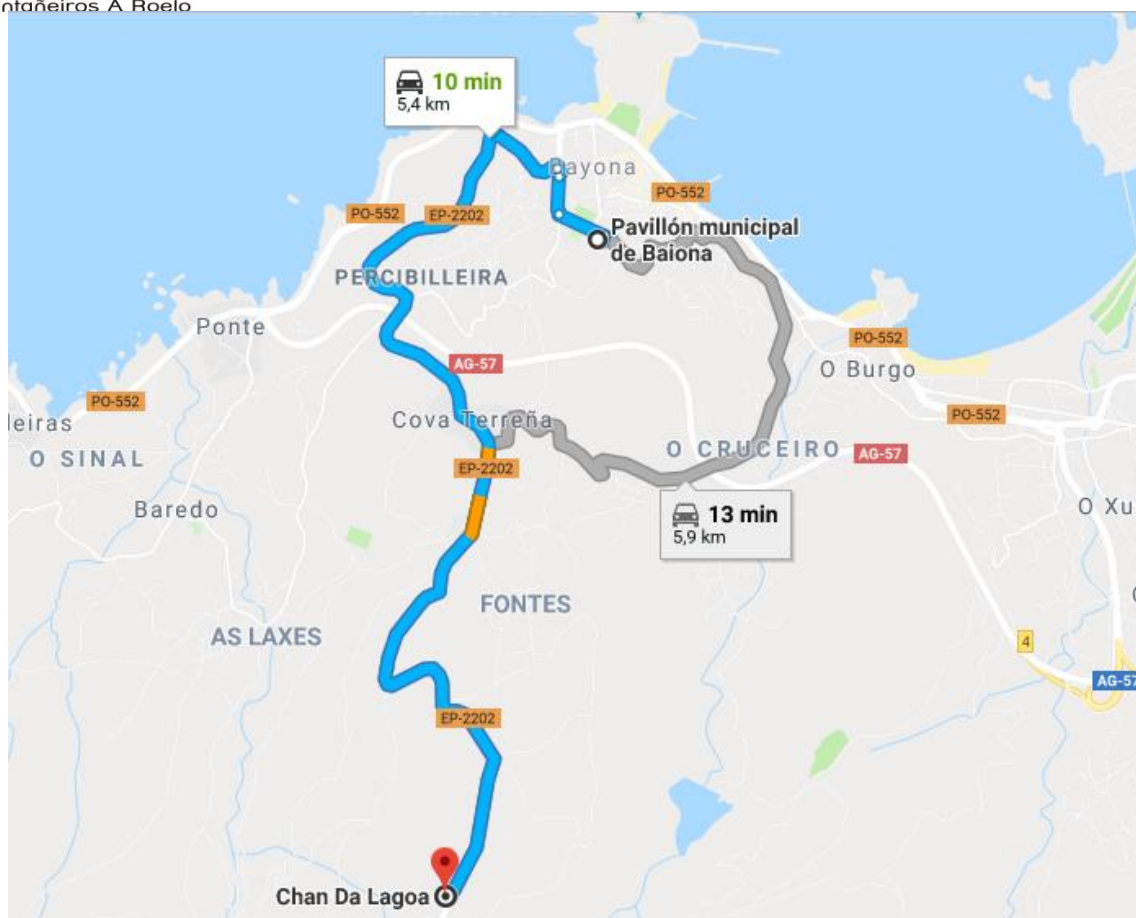 A Roelo
10 min
5,4 km
Bayona
PO-552
PO-552
EP-2202
Pavillón municipal
de Baiona
PERCIBILLEIRA
Ponte
AG-57
PO-552
O Burgo
PO-552
leiras
Cova Terreña
PO-552
O SINAL
EP-2202
O CRUCEIRO
AG-57
Baredo
13 min
5,9 km
O Xu
FONTES
AS LAXES
4
AG-57
EP-2202
Chan Da Lagoa